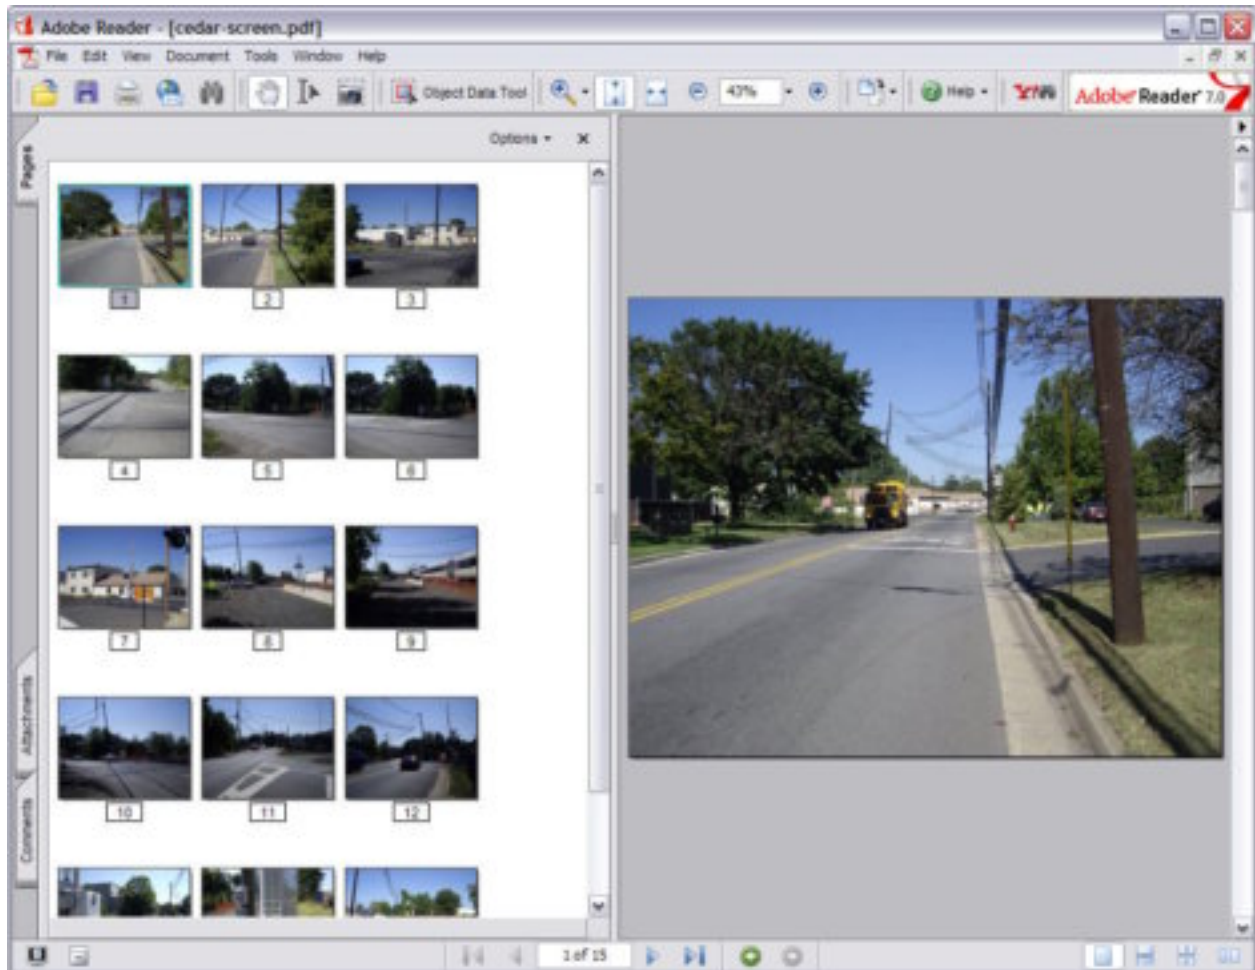 Adobe Reader - [cedar-screen.pdf]
File Edit View Document Tools Window Help
Object Data Tool 43% Help Adobe Reader 7.0
Options
Pages
1 2 3
4 5 6
7 8 9
Attachments
10 11 12
Comments
1 of 15